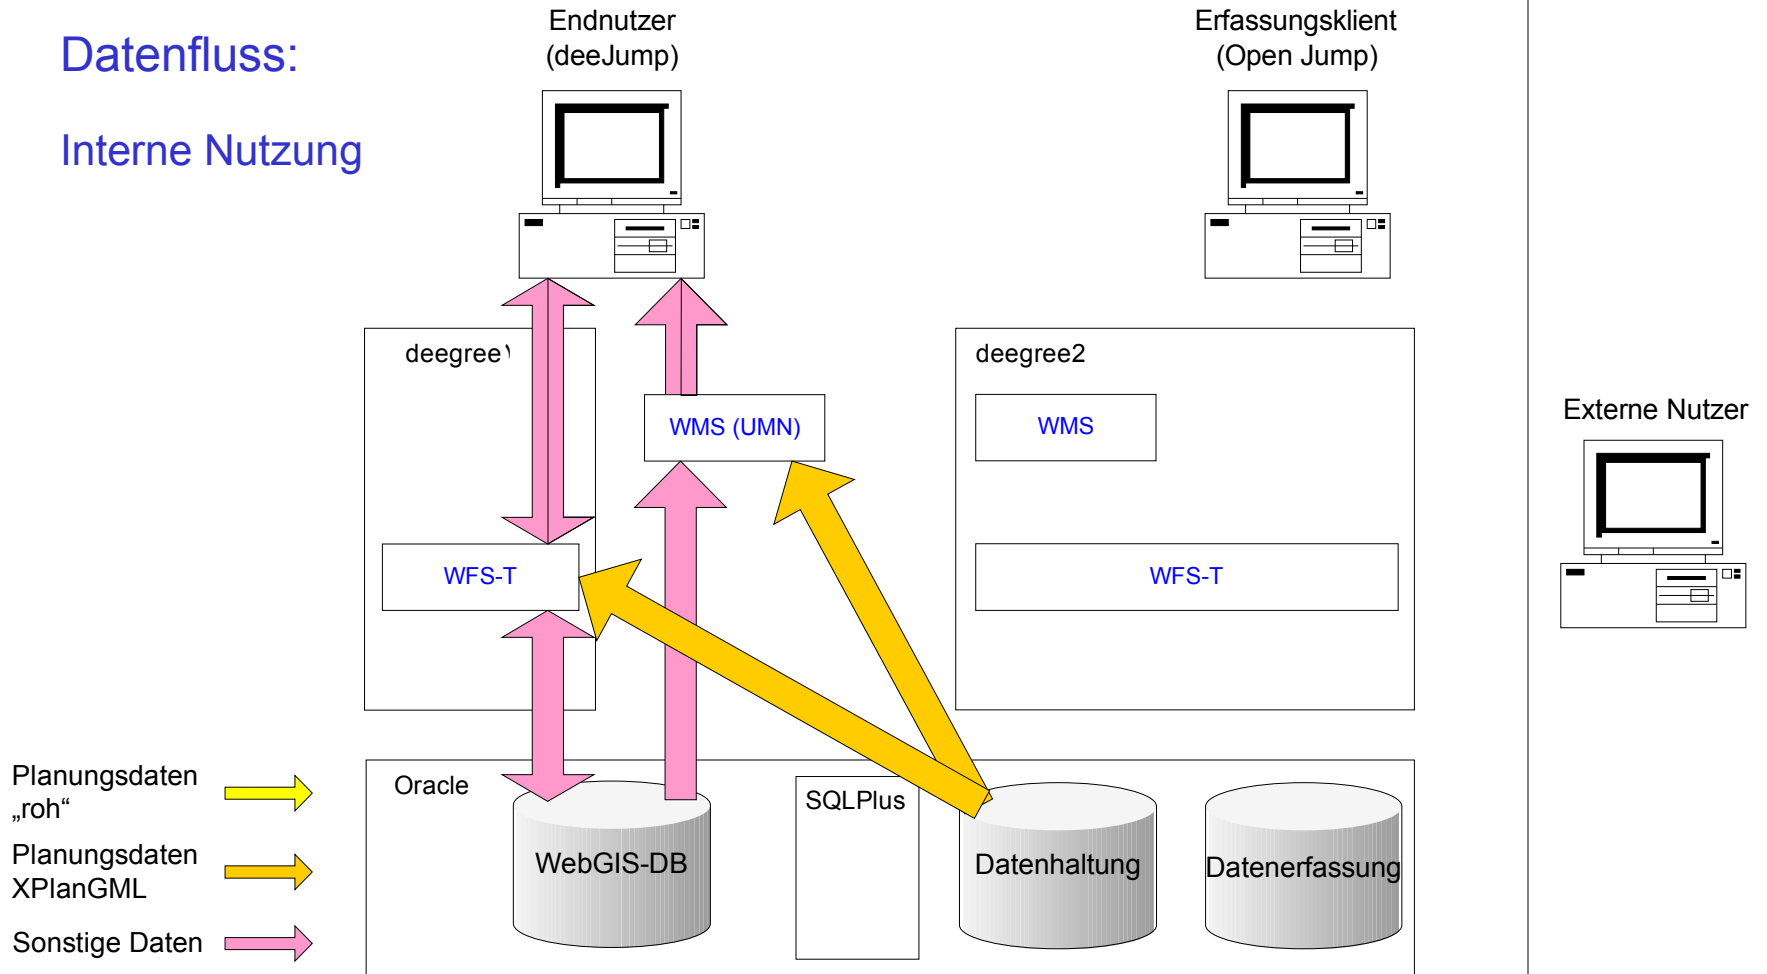 Datenfluss:
Interne Nutzung
Endnutzer
(deeJump)
Erfassungsklient
(Open Jump)
deegree
WMS (UMN)
WFS-T
deegree2
WMS
WFS-T
Externe Nutzer
Oracle
WebGIS-DB
SQLPlus
Datenhaltung
Datenerfassung
Planungsdaten
„roh“
Planungsdaten
XPlanGML
Sonstige Daten